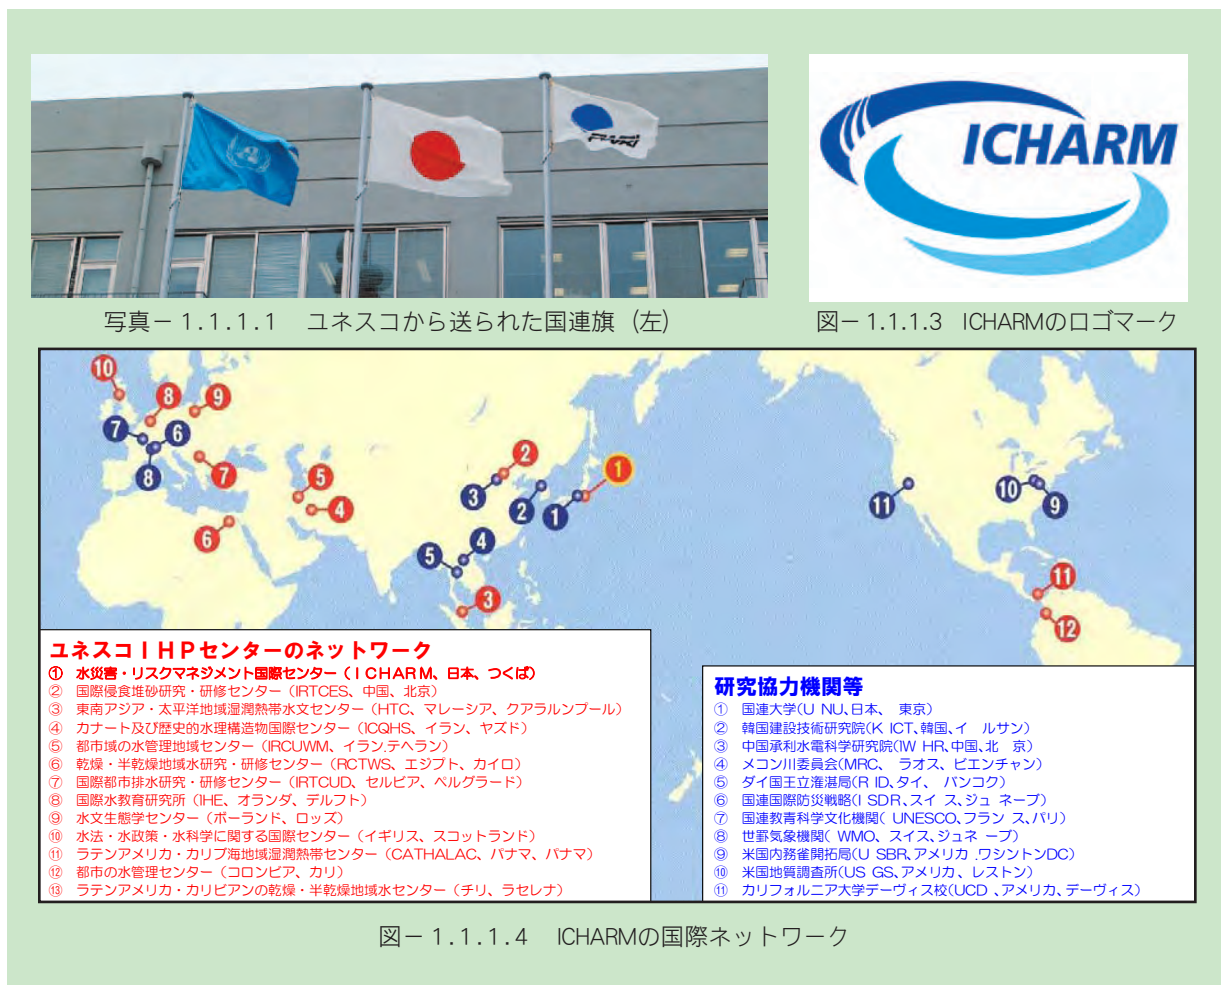 PWRI
ICHARM
写真－1.1.1.1　ユネスコから送られた国連旗（左）
図－1.1.1.3　ICHARMのロゴマーク
⑩
⑧
⑨
⑦
⑥
⑧
⑦
⑤
④
⑥
②
③
②
①
①
⑤
④
③
⑪
⑩
⑨
⑪
⑫
ユネスコＩＨＰセンターのネットワーク
①　水災害・リスクマネジメント国際センター（ＩCHARM、日本、つくば）
②　国際侵食堆砂研究・研修センター（IRTCES、中国、北京）
③　東南アジア・太平洋地域湿潤熱帯水文センター（HTC、マレーシア、クアラルンプール）
④　カナート及び歴史的水理構造物国際センター（ICQHS、イラン、ヤズド）
⑤　都市域の水管理地域センター（IRCUWM、イラン.テヘラン）
⑥　乾燥・半乾燥地域水研究・研修センター（RCTWS、エジプト、カイロ）
⑦　国際都市排水研究・研修センター（IRTCUD、セルビア、ベルグラード）
⑧　国際水教育研究所（IHE、オランダ、デルフト）
⑨　水文生態学センター（ポーランド、ロッズ）
⑩　水法・水政策・水科学に関する国際センター（イギリス、スコットランド）
⑪　ラテンアメリカ・カリブ海地域湿潤熱帯センター（CATHALAC、パナマ、パナマ）
⑫　都市の水管理センター（コロンビア、カリ）
⑬　ラテンアメリカ・カリビアンの乾燥・半乾燥地域水センター（チリ、ラセレナ）
研究協力機関等
①　国連大学(U NU､日本、 東京）
②　韓国建設技術研究院(K ICT､韓国､イ　ルサン）
③　中国承利水電科学研究院(IW HR､中国､北　京）
④　メコン川委員会(MRC、 ラオス、ビエンチャン）
⑤　ダイ国王立潅湛局(R ID､タイ、 バンコク）
⑥　国連国際防災戦略(I SDR､スイ ス､ジュ ネーブ）
⑦　国連教青科学文化機関( UNESCO､フラン ス､パリ）
⑧　世罫気象機関( WMO、スイス､ジュネ ーブ）
⑨　米国内務雀開拓局(U SBR､アメリカ .ワシントンDC）
⑩　米国地質調査所(US GS､アメリカ､ レストン）
⑪　カリフォルニア大学デーヴィス校(UCD ､アメリカ､デーヴィス）
図－1.1.1.4　ICHARMの国際ネットワーク